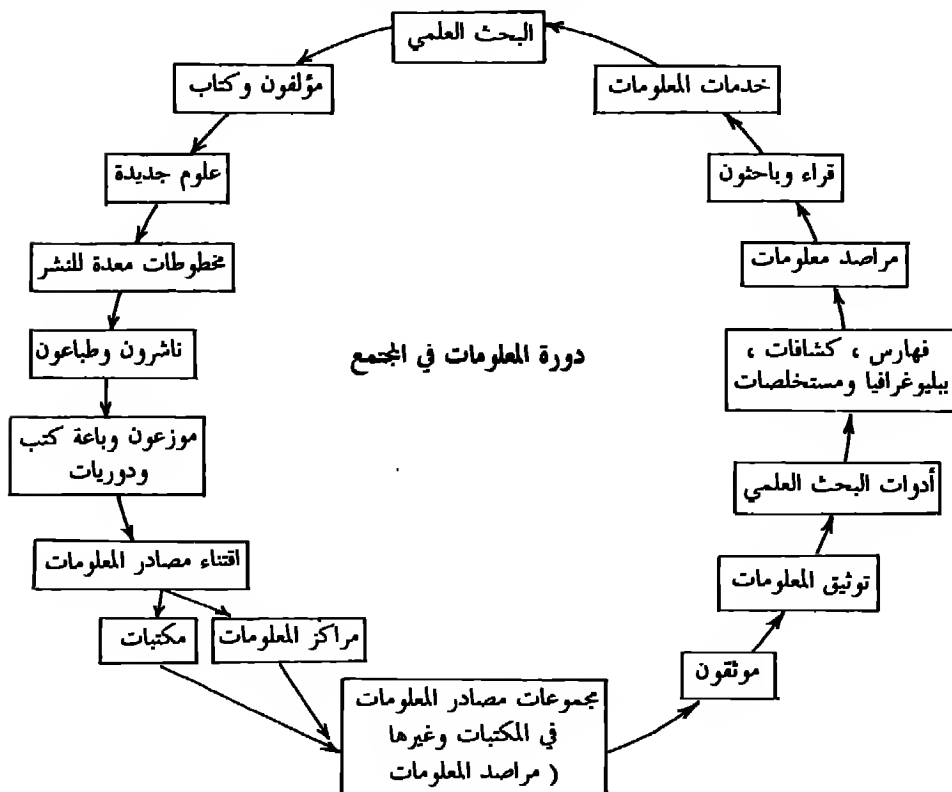 البحث العلمي
مؤلفون وكتاب
علوم جديدة
مخطوطات معدة للنشر
ناشرون وطباعون
موزعون وباعة كتب
ودوريات
اقتناء مصادر المعلومات
مكتبات
مراكز المعلومات
مجموعات مصادر المعلومات
في المكتبات وغيرها
( مراصد المعلومات
موثقون
توثيق المعلومات
أدوات البحث العلمي
فهارس ، كشافات ،
ببليوغرافيا ومستخلصات
مراصد معلومات
قراء وباحثون
خدمات المعلومات
دورة المعلومات في المجتمع